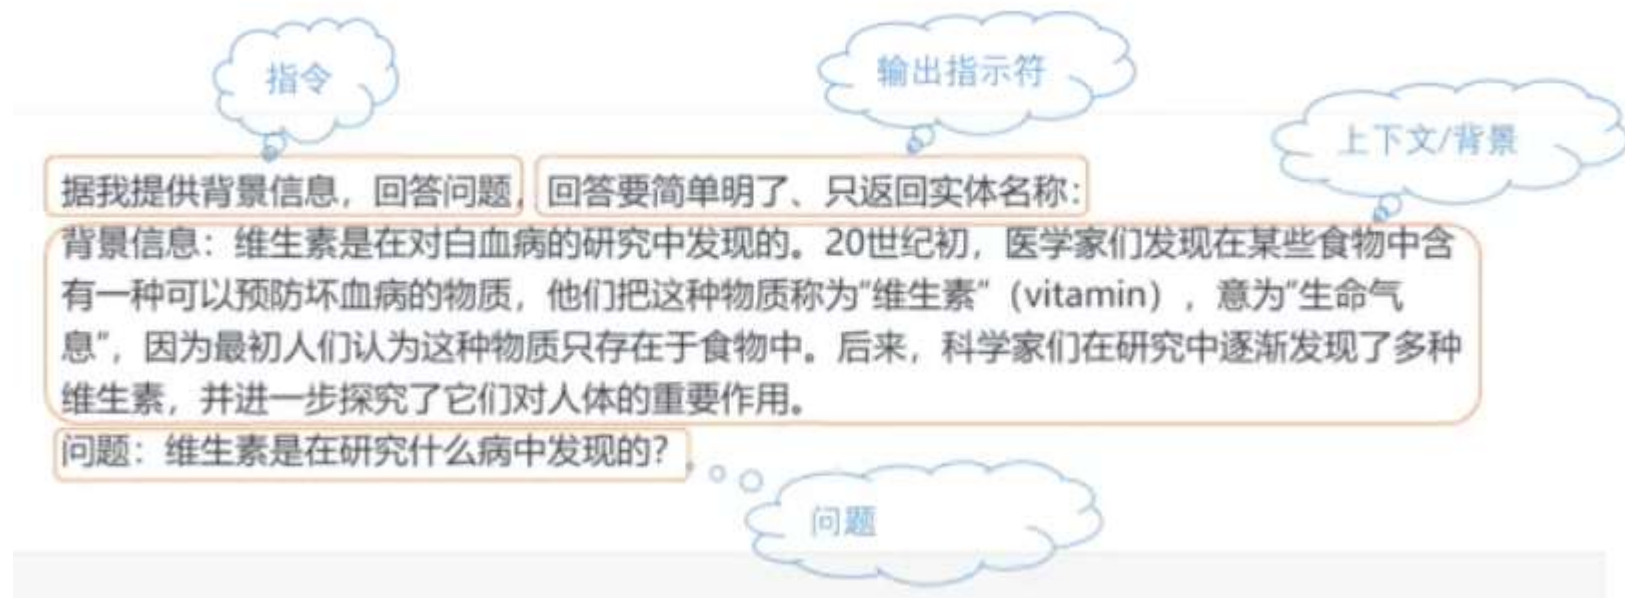 指令
输出指示符
上下文/背景
据我提供背景信息，回答问题，回答要简单明了、只返回实体名称：
背景信息：维生素是在对白血病的研究中发现的。20世纪初，医学家们发现在某些食物中含
有一种可以预防坏血病的物质，他们把这种物质称为"维生素"（vitamin），意为"生命气
息"，因为最初人们认为这种物质只存在于食物中。后来，科学家们在研究中逐渐发现了多种
维生素，并进一步探究了它们对人体的重要作用。
问题：维生素是在研究什么病中发现的？
问题